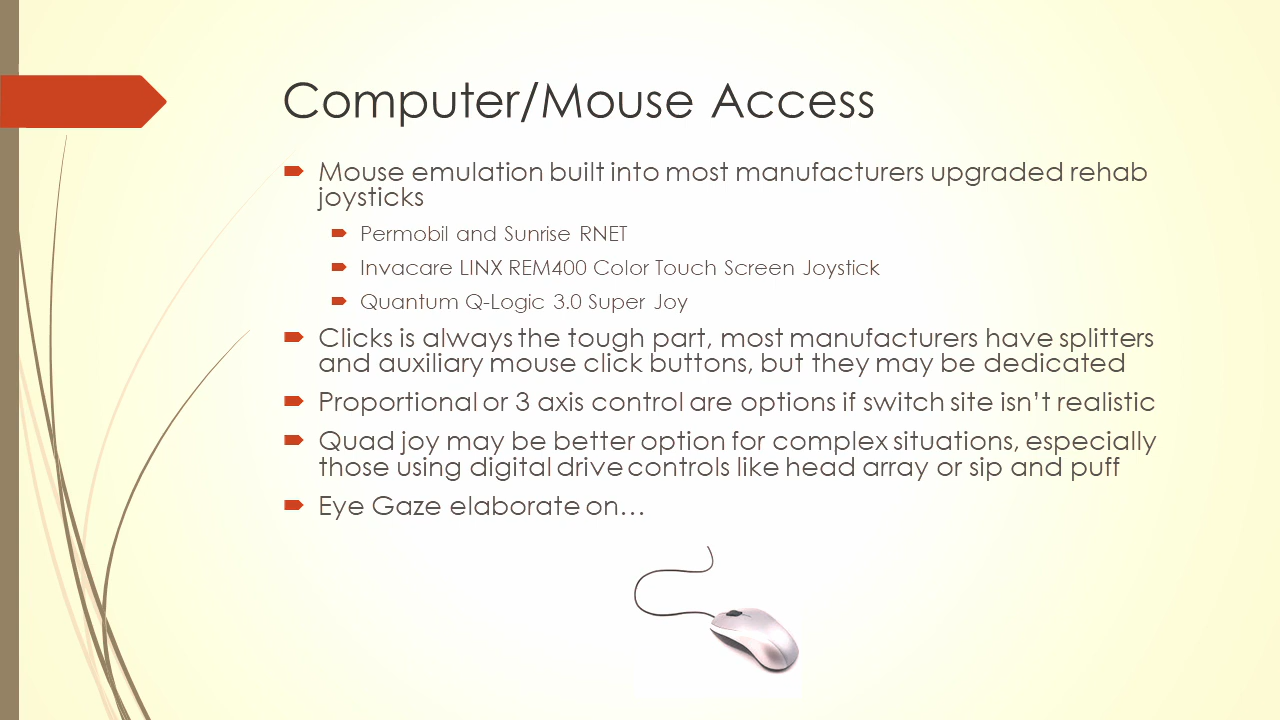 Computer/Mouse Access
Mouse emulation built into most manufacturers upgraded rehab
joysticks
Permobil and Sunrise RNET
Invacare LINX REM400 Color Touch Screen Joystick
Quantum Q-Logic 3.0 Super Joy
Clicks is always the tough part, most manufacturers have splitters
and auxiliary mouse click buttons, but they may be dedicated
Proportional or 3 axis control are options if switch site isn't realistic
Quad joy may be better option for complex situations, especially
those using digital drive controls like head array or sip and puff
Eye Gaze elaborate on…